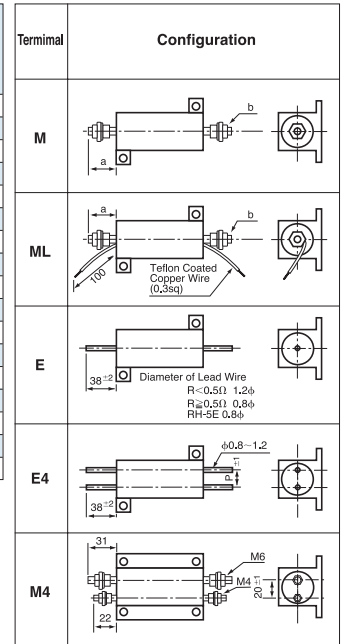 Termimal Configuration
M
b
a
ML
a
b
100
Teflon Coated
Copper Wire
(0.3sq)
E
38±2
Diameter of Lead Wire
R<0.5Ω 1.2φ
R≧0.5Ω 0.8φ
RH-5E 0.8φ
E4
φ0.8~1.2
P±1
38±2
M4
31
M6
M4
20±1
22